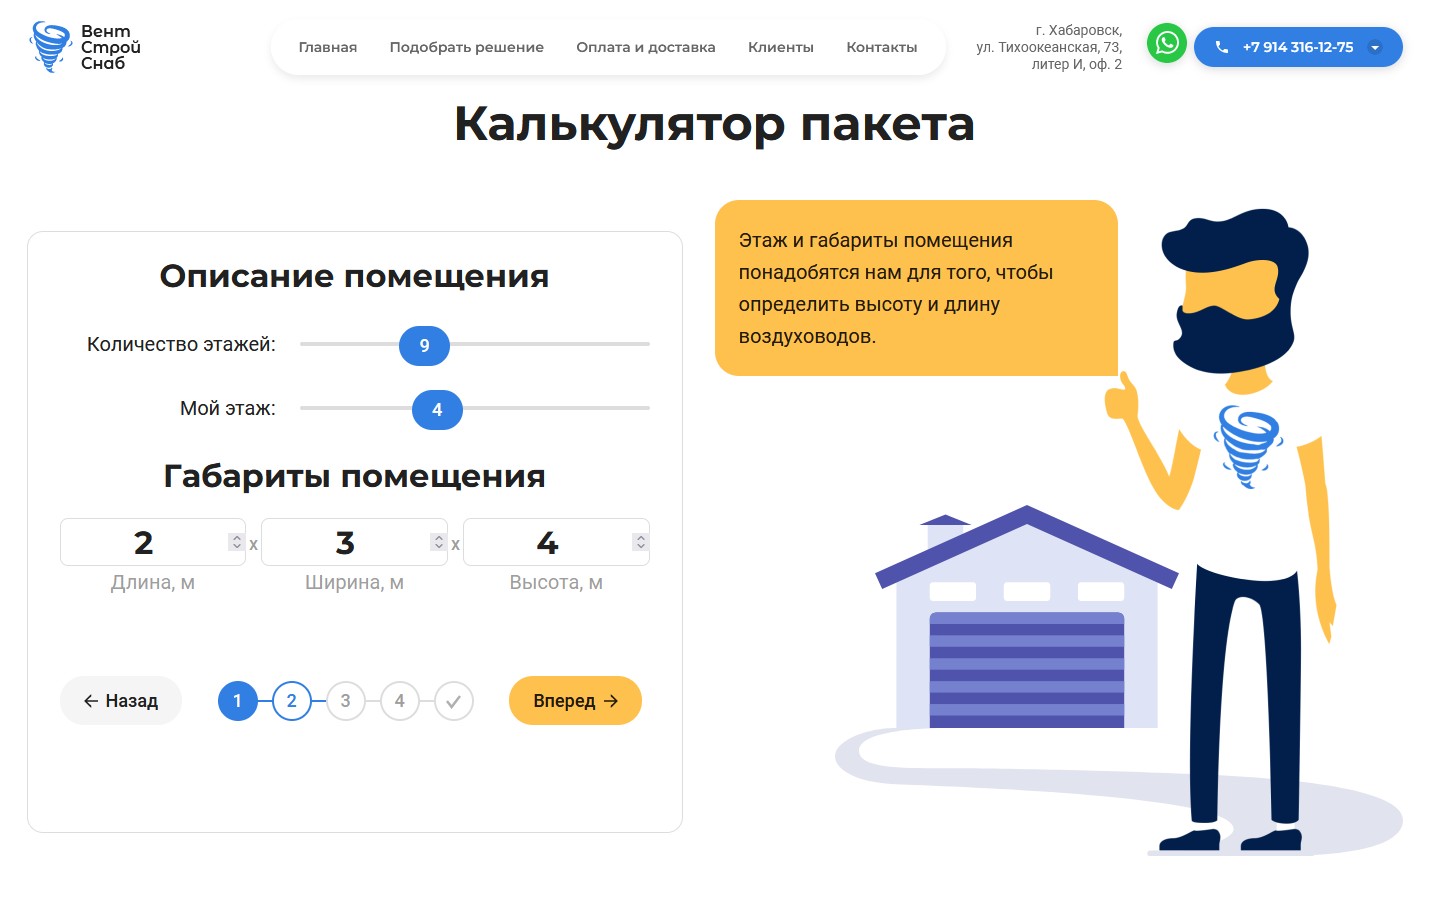 Вент
Строй
Снаб
Главная
Подобрать решение
Оплата и доставка
Клиенты
Контакты
г. Хабаровск,
ул. Тихоокеанская, 73,
литер И, оф. 2
+7 914 316-12-75
Калькулятор пакета
Описание помещения
Количество этажей:
9
Мой этаж:
4
Габариты помещения
2 x 3 x 4
Длина, м
Ширина, м
Высота, м
Назад
1 2 3 4
Вперед
Этаж и габариты помещения
понадобятся нам для того, чтобы
определить высоту и длину
воздуховодов.